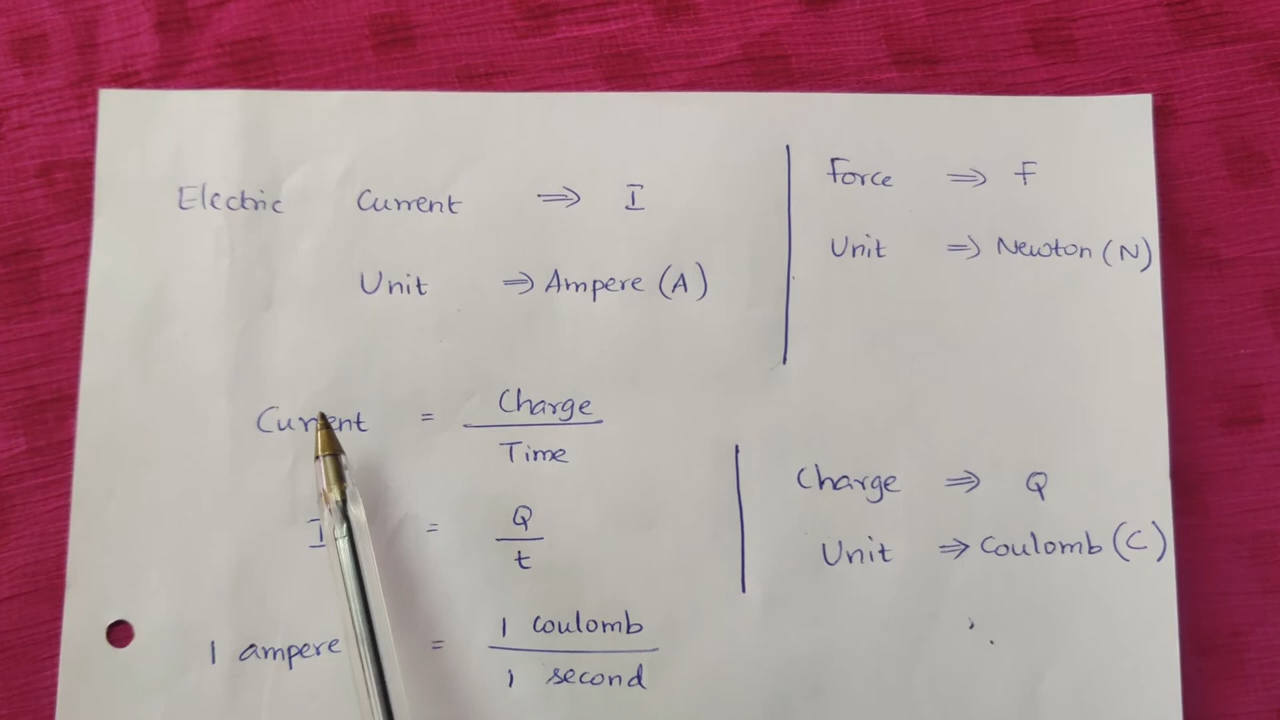 Electric Current ⇒ I
Unit ⇒ Ampere (A)
Force ⇒ F
Unit ⇒ Newton (N)
Current = Charge / Time
I = Q / t
1 ampere = 1 coulomb / 1 second
Charge ⇒ Q
Unit ⇒ Coulomb (C)